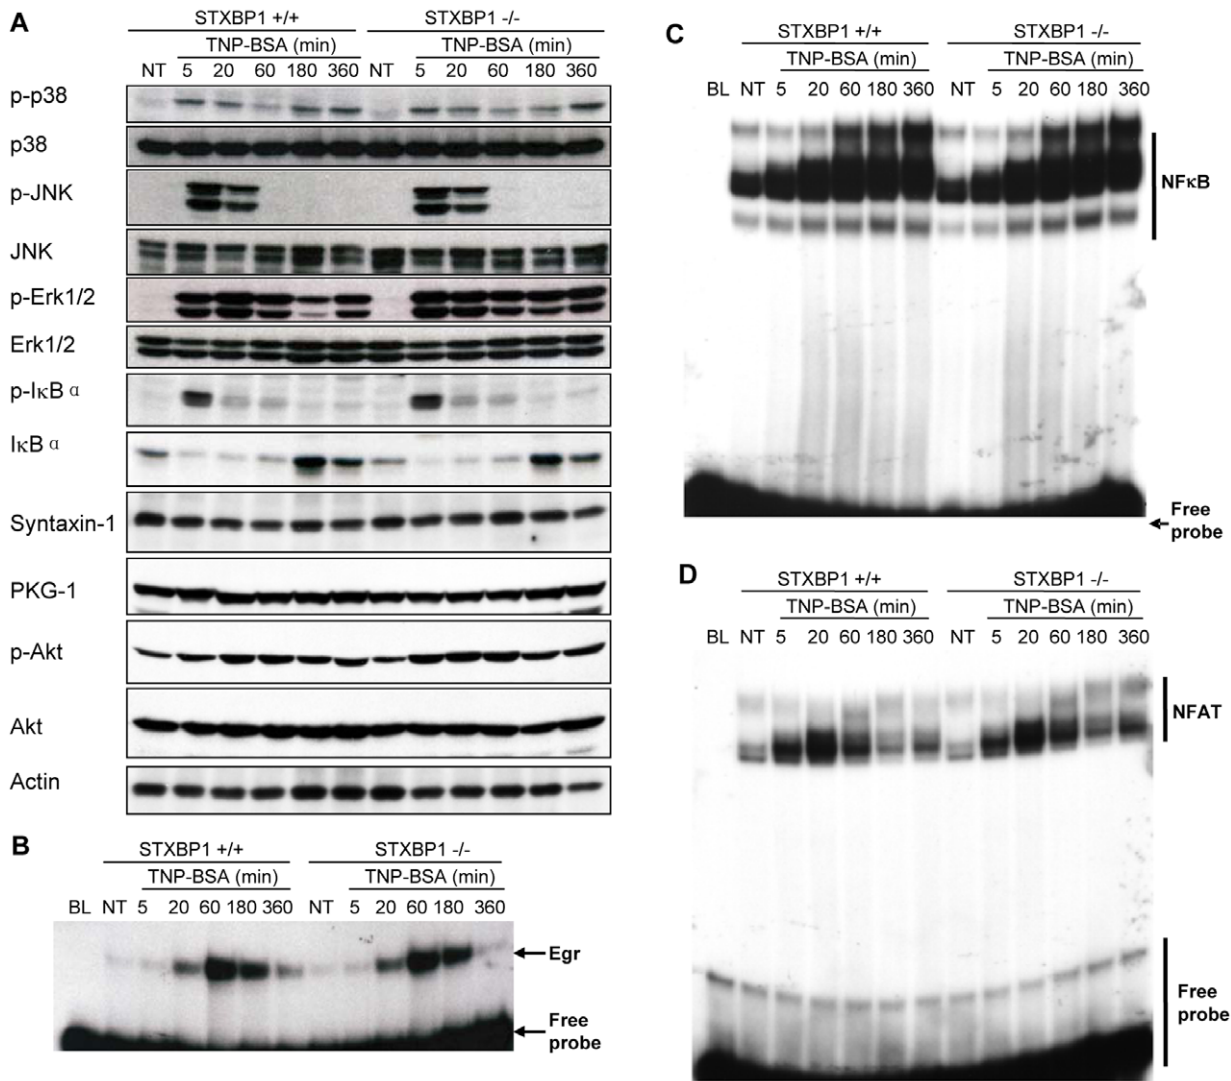 A
STXBP1 +/+ STXBP1 -/-
TNP-BSA (min) TNP-BSA (min)
NT 5 20 60 180 360 NT 5 20 60 180 360
p-p38
p38
p-JNK
JNK
p-Erk1/2
Erk1/2
p-IκB α
IκB α
Syntaxin-1
PKG-1
p-Akt
Akt
Actin
B
STXBP1 +/+ STXBP1 -/-
TNP-BSA (min) TNP-BSA (min)
BL NT 5 20 60 180 360 NT 5 20 60 180 360
Egr
Free
probe
C
STXBP1 +/+ STXBP1 -/-
TNP-BSA (min) TNP-BSA (min)
BL NT 5 20 60 180 360 NT 5 20 60 180 360
NFκB
Free
probe
D
STXBP1 +/+ STXBP1 -/-
TNP-BSA (min) TNP-BSA (min)
BL NT 5 20 60 180 360 NT 5 20 60 180 360
NFAT
Free
probe